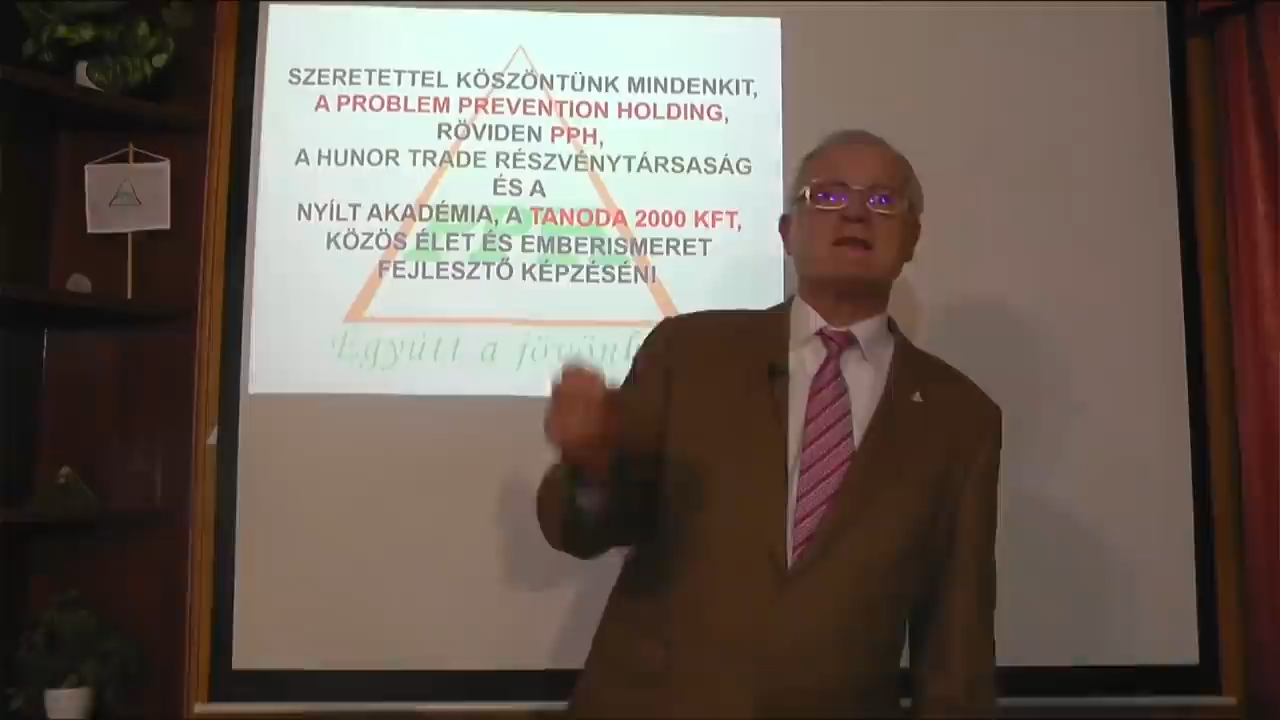 SZERETETTEL KÖSZÖNTÜNK MINDENKIT,
A PROBLEM PREVENTION HOLDING,
RÖVIDEN PPH,
A HUNOR TRADE RÉSZVÉNYTÁRSASÁG
ÉS A
NYÍLT AKADÉMIA, A TANODA 2000 KFT,
KÖZÖS ÉLET ÉS EMBERISMERET
FEJLESZTŐ KÉPZÉSÉN!
Együtt a